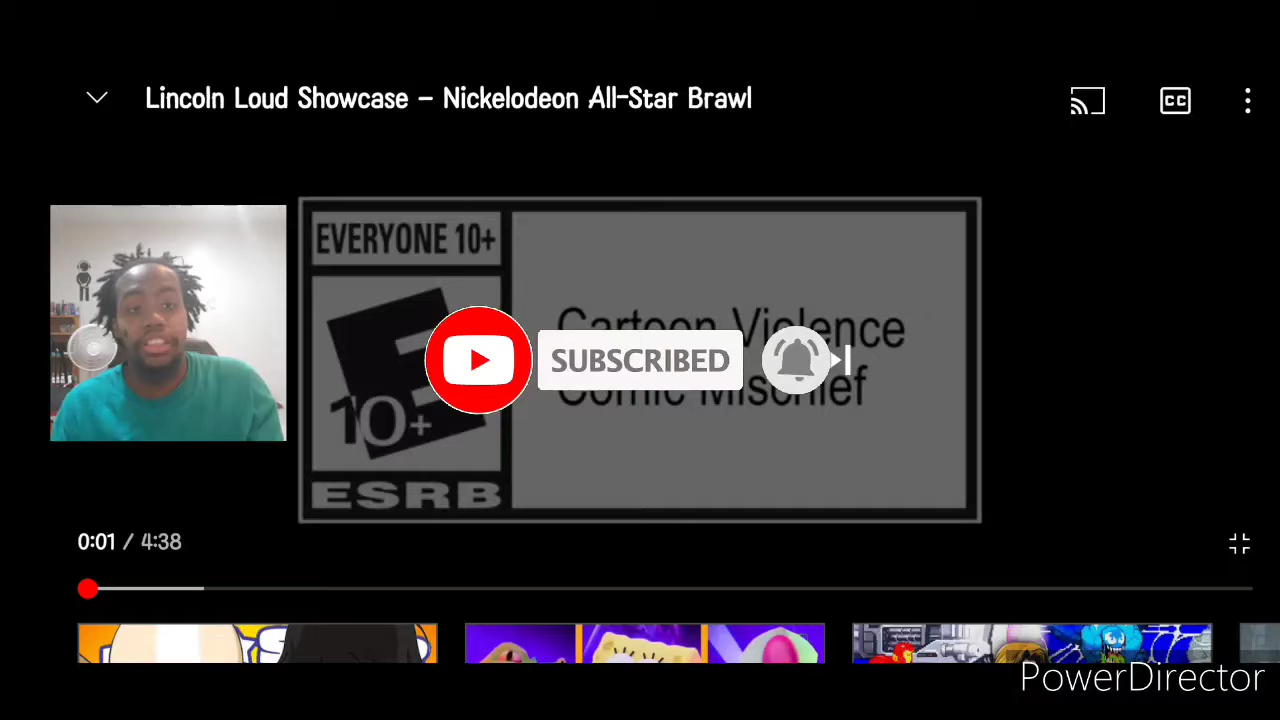 Lincoln Loud Showcase – Nickelodeon All-Star Brawl
CC
EVERYONE 10+
E
10+
ESRB
Cartoon Violence
Comic Mischief
SUBSCRIBED
0:01 / 4:38
PowerDirector